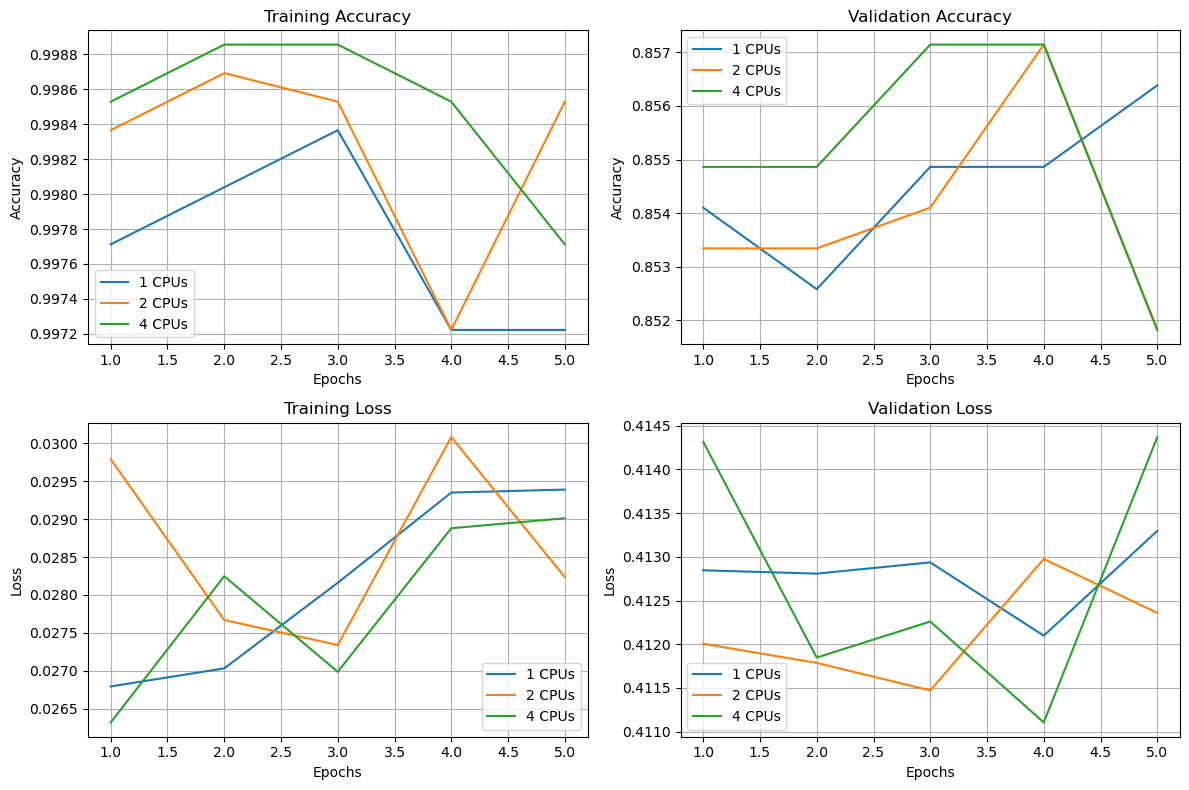 Training Accuracy
Accuracy
0.9988
0.9986
0.9984
0.9982
0.9980
0.9978
0.9976
0.9974
0.9972
1 CPUs
2 CPUs
4 CPUs
1.0 1.5 2.0 2.5 3.0 3.5 4.0 4.5 5.0
Epochs
Validation Accuracy
Accuracy
0.857
0.856
0.855
0.854
0.853
0.852
1 CPUs
2 CPUs
4 CPUs
1.0 1.5 2.0 2.5 3.0 3.5 4.0 4.5 5.0
Epochs
Training Loss
Loss
0.0300
0.0295
0.0290
0.0285
0.0280
0.0275
0.0270
0.0265
1 CPUs
2 CPUs
4 CPUs
1.0 1.5 2.0 2.5 3.0 3.5 4.0 4.5 5.0
Epochs
Validation Loss
Loss
0.4145
0.4140
0.4135
0.4130
0.4125
0.4120
0.4115
0.4110
1 CPUs
2 CPUs
4 CPUs
1.0 1.5 2.0 2.5 3.0 3.5 4.0 4.5 5.0
Epochs